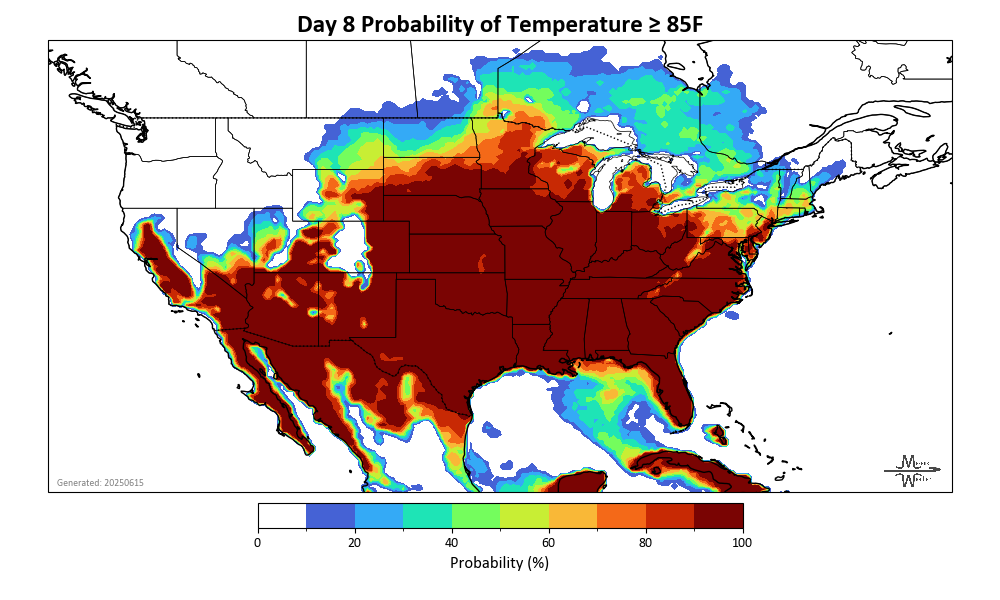 Day 8 Probability of Temperature ≥ 85F
Generated: 20250615
0 20 40 60 80 100
Probability (%)